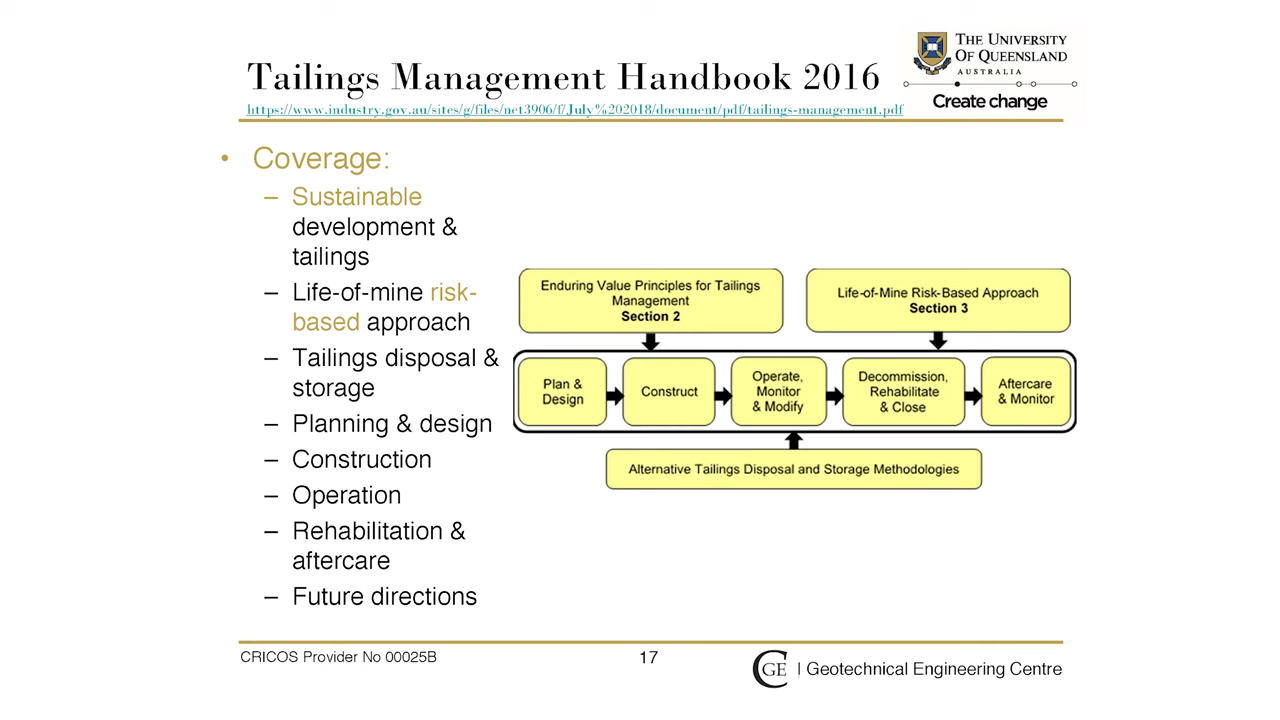 Tailings Management Handbook 2016
https://www.industry.gov.au/sites/g/files/net3906/f/July%202018/document/pdf/tailings-management.pdf
THE UNIVERSITY
OF QUEENSLAND
AUSTRALIA
Create change
• Coverage:
– Sustainable
development &
tailings
– Life-of-mine risk-
based approach
– Tailings disposal &
storage
– Planning & design
– Construction
– Operation
– Rehabilitation &
aftercare
– Future directions
Enduring Value Principles for Tailings
Management
Section 2
Life-of-Mine Risk-Based Approach
Section 3
Plan &
Design
Construct
Operate,
Monitor
& Modify
Decommission,
Rehabilitate
& Close
Aftercare
& Monitor
Alternative Tailings Disposal and Storage Methodologies
CRICOS Provider No 00025B
17
CGE | Geotechnical Engineering Centre